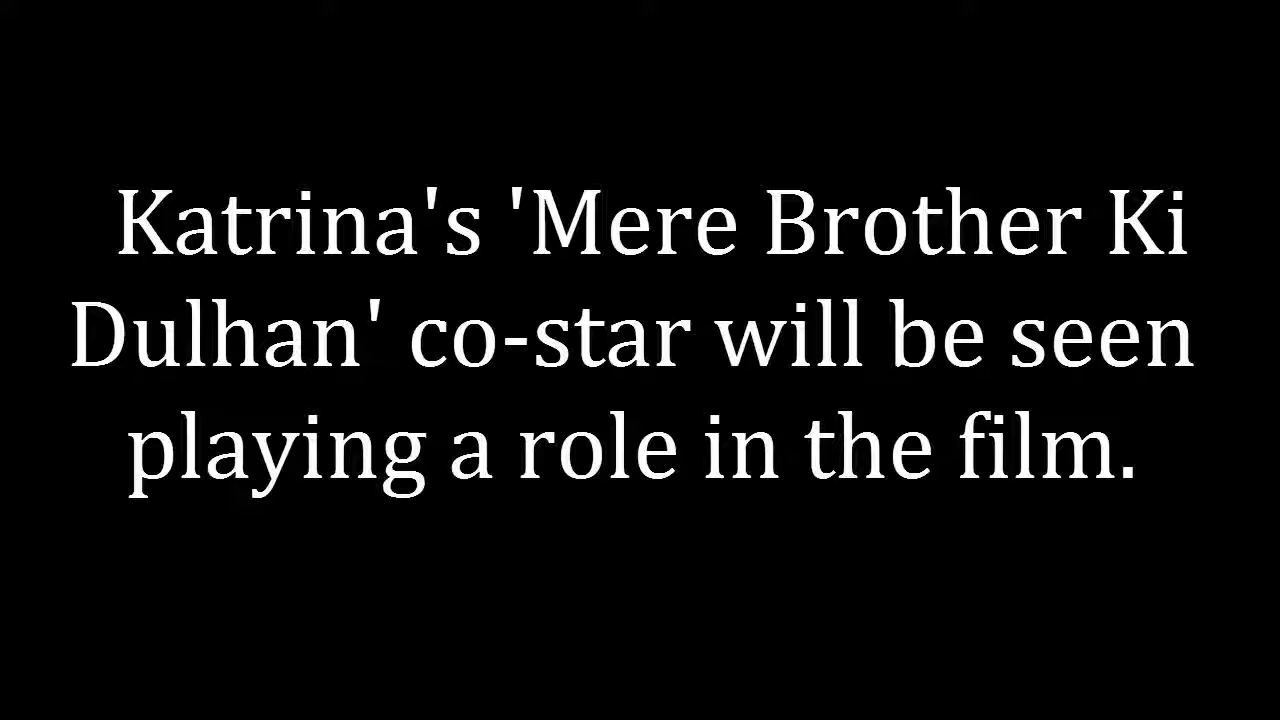 Katrina's 'Mere Brother Ki
Dulhan' co-star will be seen
playing a role in the film.